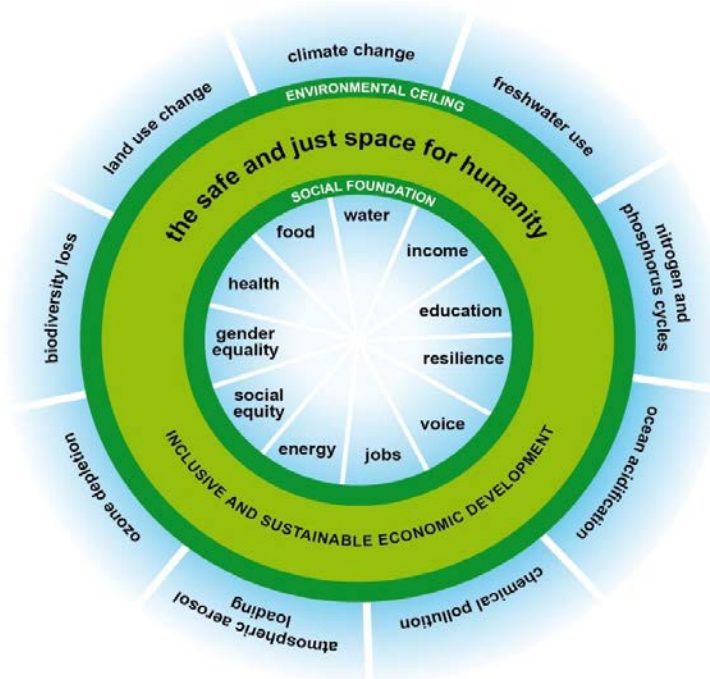 climate change
freshwater use
nitrogen and
phosphorus cycles
ocean acidification
chemical pollution
atmospheric aerosol
loading
ozone depletion
biodiversity loss
land use change
ENVIRONMENTAL CEILING
the safe and just space for humanity
SOCIAL FOUNDATION
water
income
education
resilience
voice
jobs
energy
social
equity
gender
equality
health
food
INCLUSIVE AND SUSTAINABLE ECONOMIC DEVELOPMENT